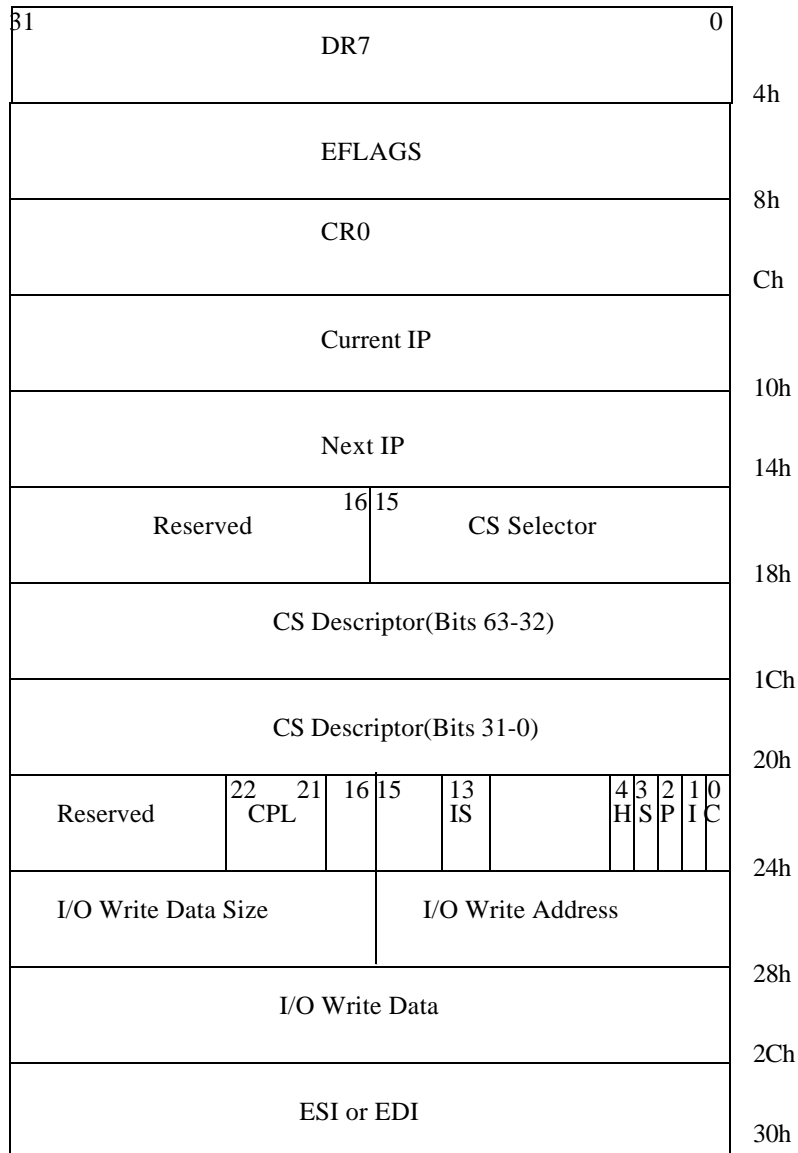 31 0
DR7
4h
EFLAGS
8h
CR0
Ch
Current IP
10h
Next IP
14h
16 15
Reserved CS Selector
18h
CS Descriptor(Bits 63-32)
1Ch
CS Descriptor(Bits 31-0)
20h
22 21 16 15 13 4 3 2 1 0
Reserved CPL IS H S P I C
24h
I/O Write Data Size I/O Write Address
28h
I/O Write Data
2Ch
ESI or EDI
30h